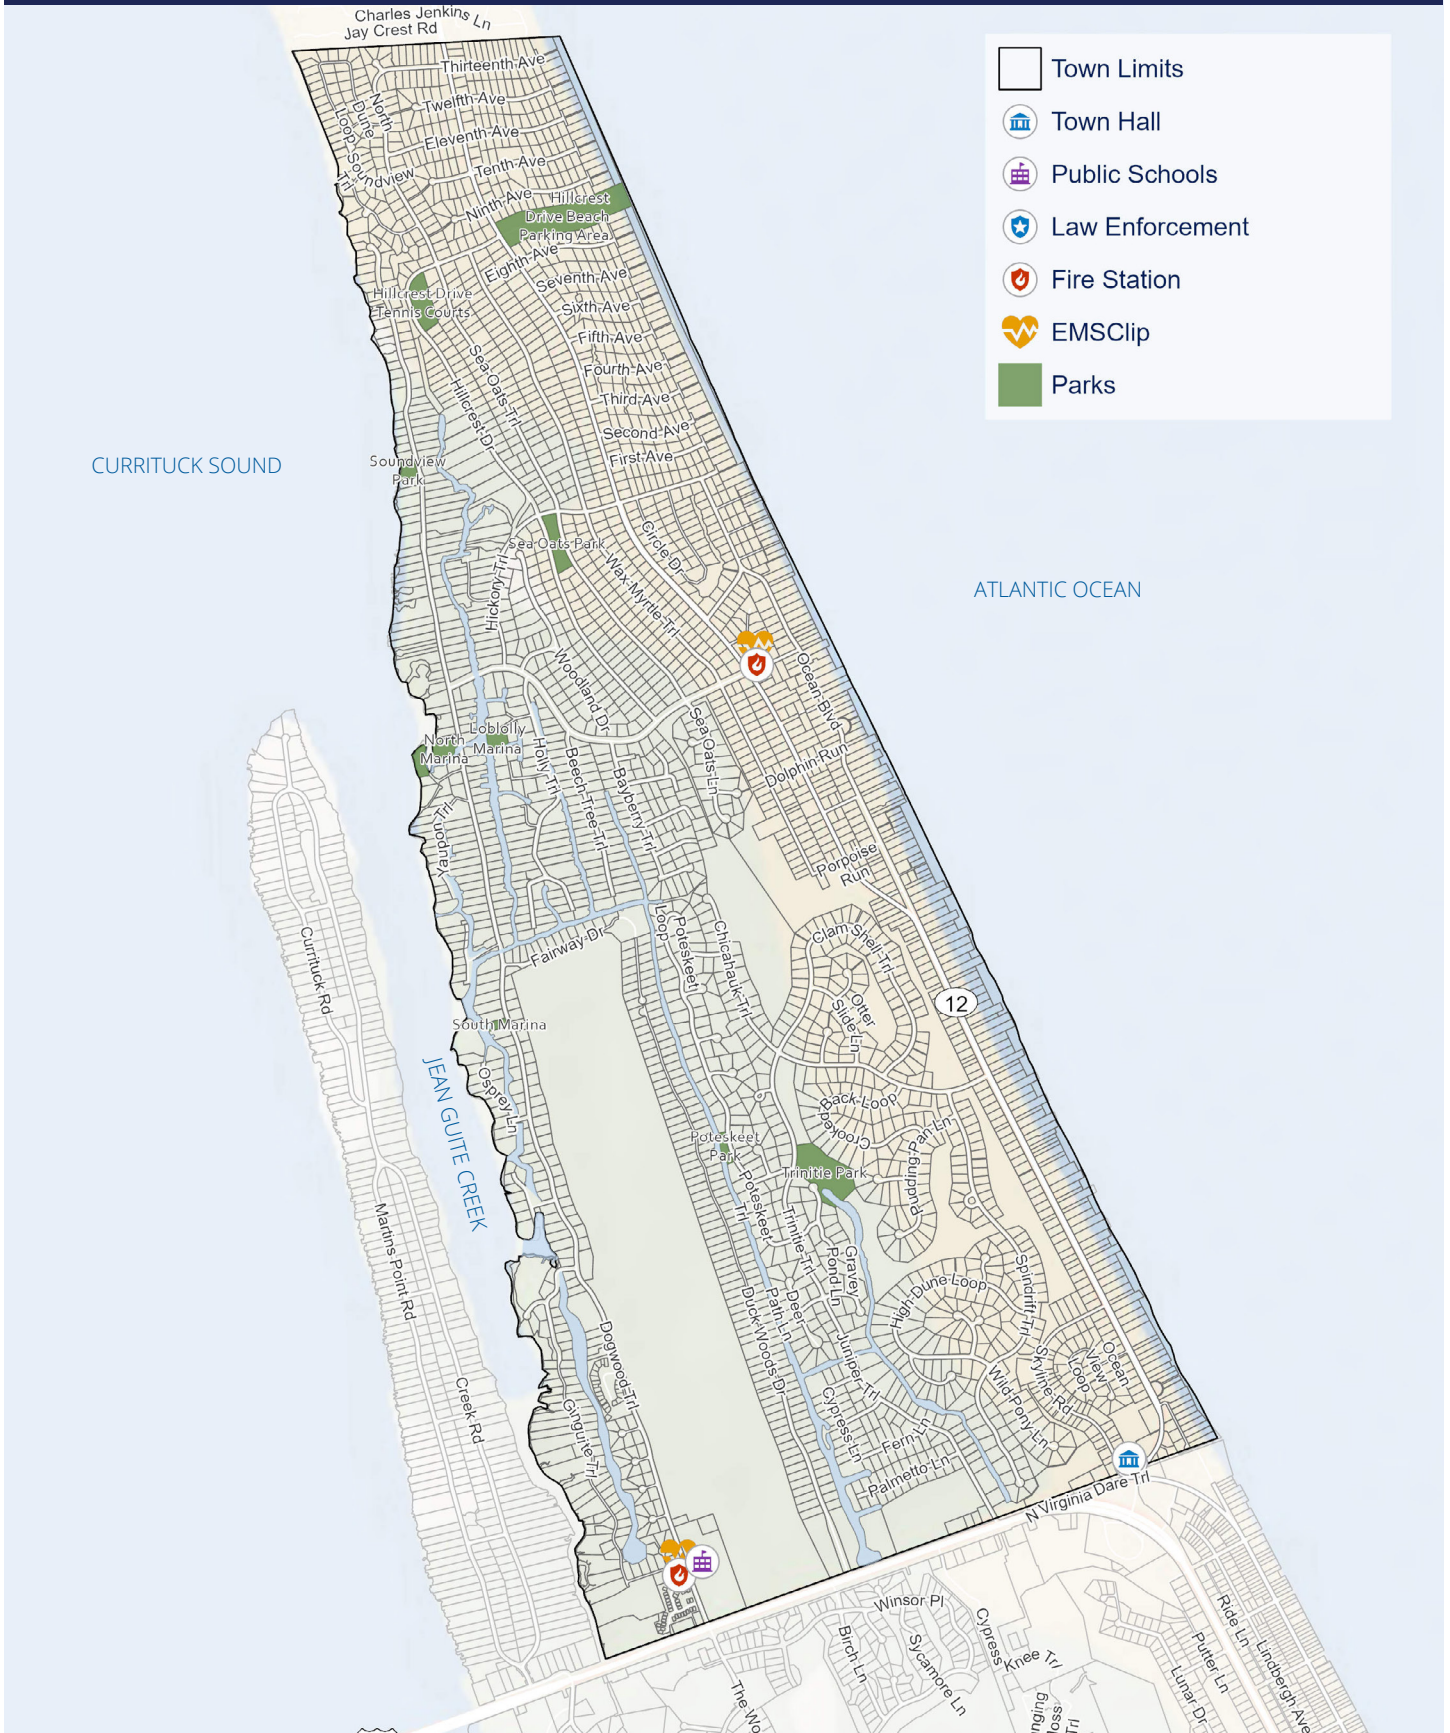 Charles Jenkins Ln
Jay Crest Rd
Thirteenth Ave
North
Dune
Loop
Twelfth Ave
Eleventh Ave
Soundview
Trl
Tenth Ave
Ninth Ave
Hillcrest
Drive Beach
Parking Area
Eighth Ave
Seventh Ave
Hillcrest Drive
Tennis Courts
Sixth Ave
Fifth Ave
Fourth Ave
Third Ave
Second Ave
First Ave
Sea Oats Trl
Hillcrest Dr
Town Limits
Town Hall
Public Schools
Law Enforcement
Fire Station
EMSClip
Parks
CURRITUCK SOUND
Soundview
Park
Sea Oats Park
Circle Dr
Wax Myrtle Trl
Hickory Trl
ATLANTIC OCEAN
Woodland Dr
Ocean Blvd
Sea Oats Ln
Loblolly
Marina
North
Marina
Holly Trl
Beech Tree Trl
Bayberry Trl
Dolphin Run
Yaupon Trl
Porpoise
Run
Currituck Rd
Fairway Dr
Loop
Poteskeet
Chicahauk Trl
Clam Shell Trl
Otter
Slide Ln
12
South Marina
JEAN GUITE CREEK
Osprey Ln
Back Loop
Crooked
Pudding Pan Ln
Poteskeet
Park
Trinitie Park
Poteskeet
Trl
Trinitie Trl
Gravey
Pond Ln
Martins Point Rd
High Dune Loop
Spindrift Trl
Deer
Path Ln
Duck Woods Dr
Dogwood Trl
Juniper Trl
Ocean
View
Loop
Skyline Rd
Wild Pony Ln
Creek Rd
Ginguite Trl
Cypress Ln
Fern Ln
Palmetto Ln
N Virginia Dare Trl
Winsor Pl
Birch Ln
Sycamore Ln
Cypress
Knee Trl
Ride Ln
Putter Ln
Lindbergh Ave
Lunar Dr
The Wo
nging
Moss
Trl